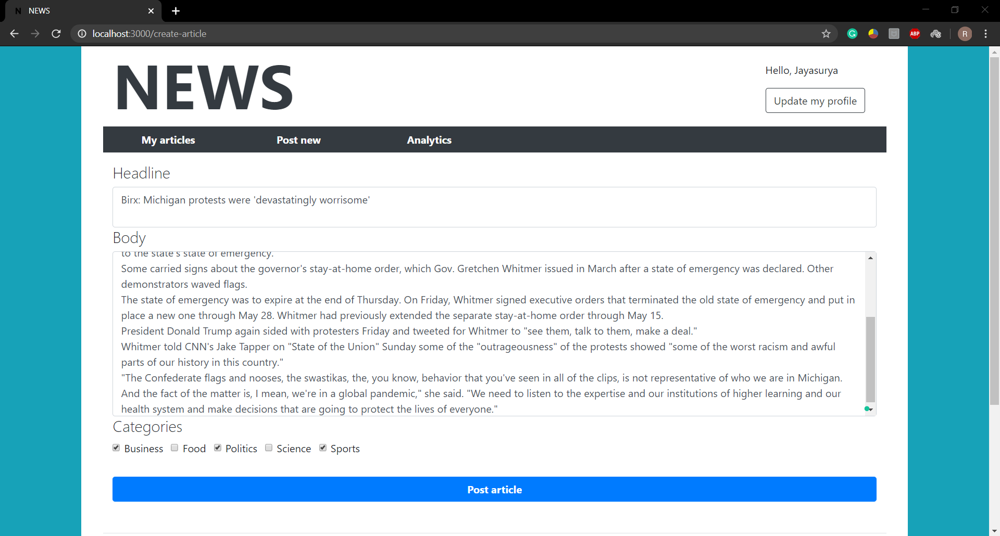 NEWS
localhost:3000/create-article
ABP
R
NEWS
Hello, Jayasurya
Update my profile
My articles
Post new
Analytics
Headline
Birx: Michigan protests were 'devastatingly worrisome'
Body
to the state's state of emergency.
Some carried signs about the governor's stay-at-home order, which Gov. Gretchen Whitmer issued in March after a state of emergency was declared. Other
demonstrators waved flags.
The state of emergency was to expire at the end of Thursday. On Friday, Whitmer signed executive orders that terminated the old state of emergency and put in
place a new one through May 28. Whitmer had previously extended the separate stay-at-home order through May 15.
President Donald Trump again sided with protesters Friday and tweeted for Whitmer to "see them, talk to them, make a deal."
Whitmer told CNN's Jake Tapper on "State of the Union" Sunday some of the "outrageousness" of the protests showed "some of the worst racism and awful
parts of our history in this country."
"The Confederate flags and nooses, the swastikas, the, you know, behavior that you've seen in all of the clips, is not representative of who we are in Michigan.
And the fact of the matter is, I mean, we're in a global pandemic," she said. "We need to listen to the expertise and our institutions of higher learning and our
health system and make decisions that are going to protect the lives of everyone."
Categories
Business Food Politics Science Sports
Post article